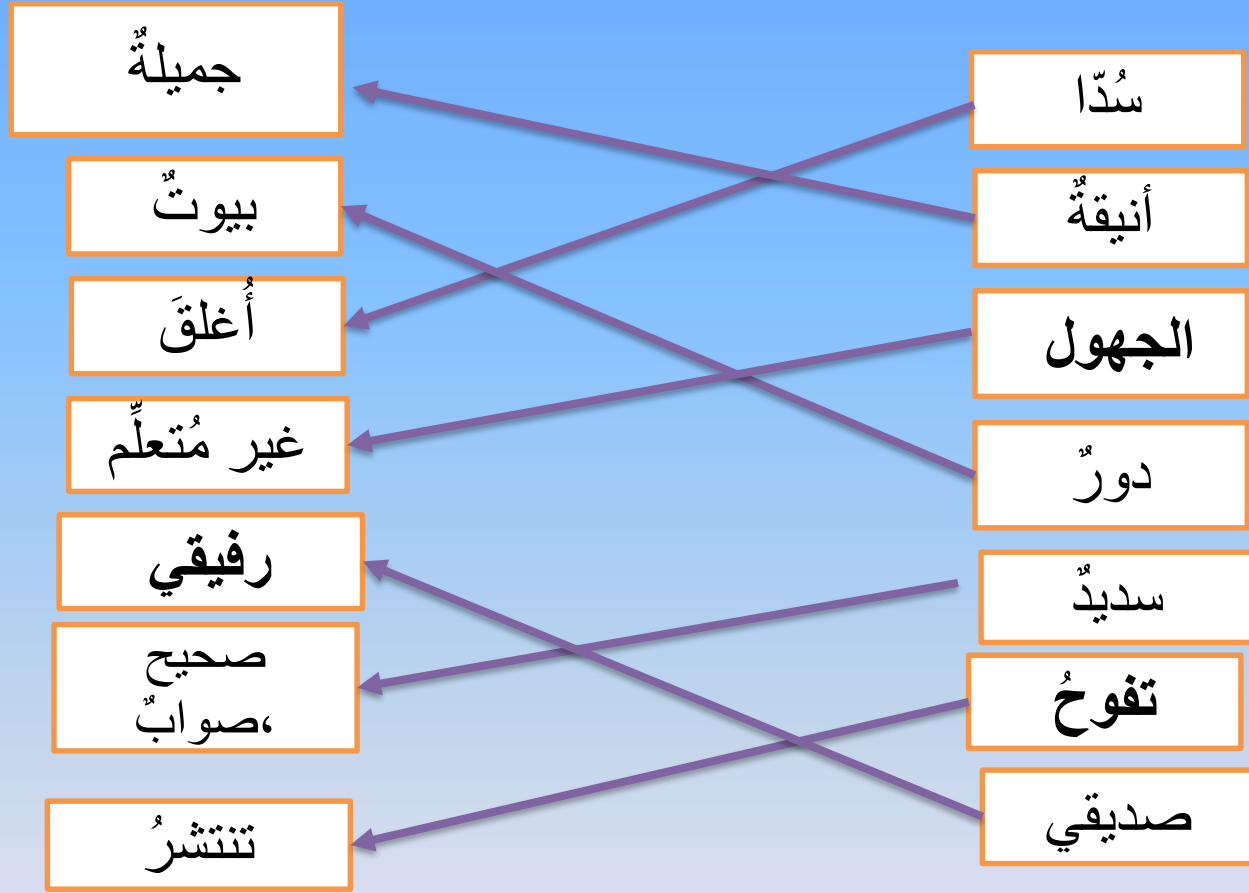 سُدّا
أنيقةٌ
الجهول
دورٌ
سديدٌ
تفوحُ
صديقي
جميلةٌ
بيوتٌ
أُغلقَ
غير مُتعلِّم
رفيقي
صحيح
،صوابٌ
تنتشرُ